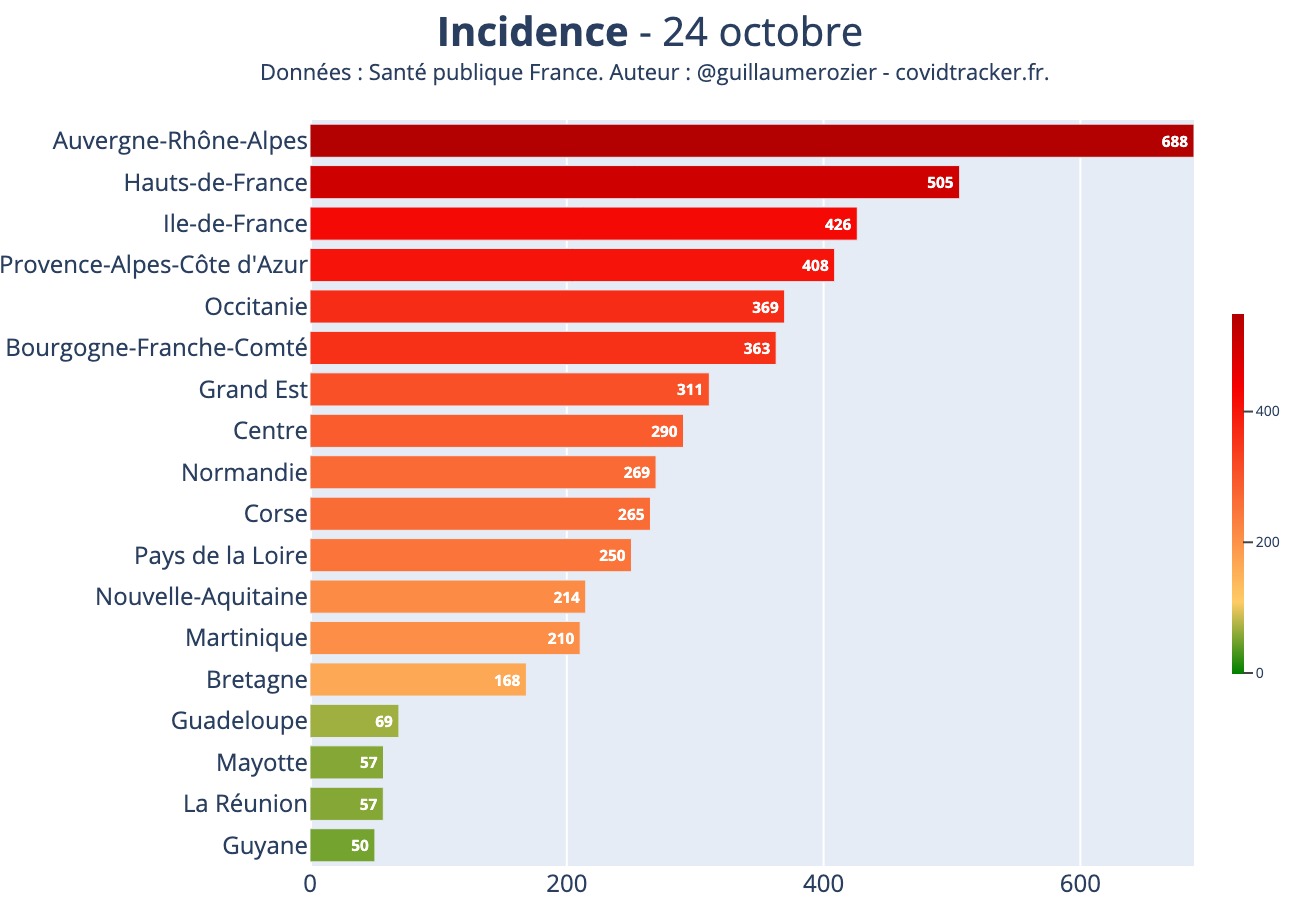 Incidence - 24 octobre
Données : Santé publique France. Auteur : @guillaumerozier - covidtracker.fr.
Auvergne-Rhône-Alpes 688
Hauts-de-France 505
Ile-de-France 426
Provence-Alpes-Côte d'Azur 408
Occitanie 369
Bourgogne-Franche-Comté 363
Grand Est 311
Centre 290
Normandie 269
Corse 265
Pays de la Loire 250
Nouvelle-Aquitaine 214
Martinique 210
Bretagne 168
Guadeloupe 69
Mayotte 57
La Réunion 57
Guyane 50
0 200 400 600
400
200
0